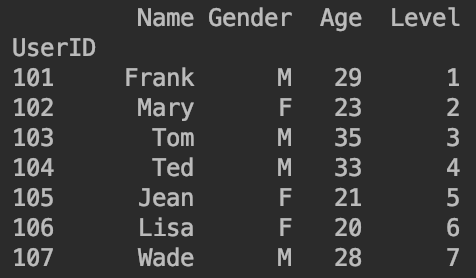 Name Gender Age Level
UserID
101 Frank M 29 1
102 Mary F 23 2
103 Tom M 35 3
104 Ted M 33 4
105 Jean F 21 5
106 Lisa F 20 6
107 Wade M 28 7